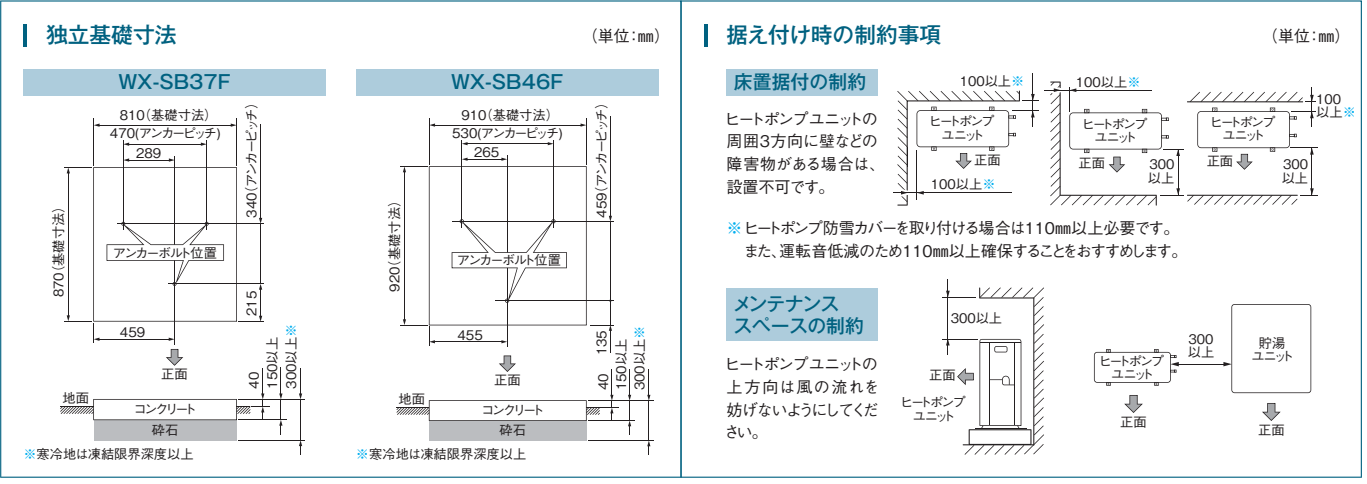 独立基礎寸法
（単位：㎜）
WX-SB37F
810（基礎寸法）
470(アンカーピッチ)
289
340（アンカーピッチ）
870（基礎寸法）
アンカーボルト位置
215
459
正面
40
150以上
300以上※
地面
コンクリート
砕石
※寒冷地は凍結限界深度以上
WX-SB46F
910（基礎寸法）
530(アンカーピッチ)
265
459（アンカーピッチ）
920（基礎寸法）
アンカーボルト位置
135
455
正面
40
150以上
300以上※
地面
コンクリート
砕石
※寒冷地は凍結限界深度以上
据え付け時の制約事項
（単位：㎜）
床置据付の制約
ヒートポンプユニットの
周囲3方向に壁などの
障害物がある場合は、
設置不可です。
100以上※
ヒートポンプ
ユニット
正面
100以上※
100以上※
ヒートポンプ
ユニット
正面
300
以上
100
以上※
ヒートポンプ
ユニット
正面
300
以上
※ ヒートポンプ防雪カバーを取り付ける場合は110㎜以上必要です。
また、運転音低減のため110㎜以上確保することをおすすめします。
メンテナンス
スペースの制約
ヒートポンプユニットの
上方向は風の流れを
妨げないようにしてくだ
さい。
300以上
正面
ヒートポンプ
ユニット
ヒートポンプ
ユニット
正面
300
以上
貯湯
ユニット
正面